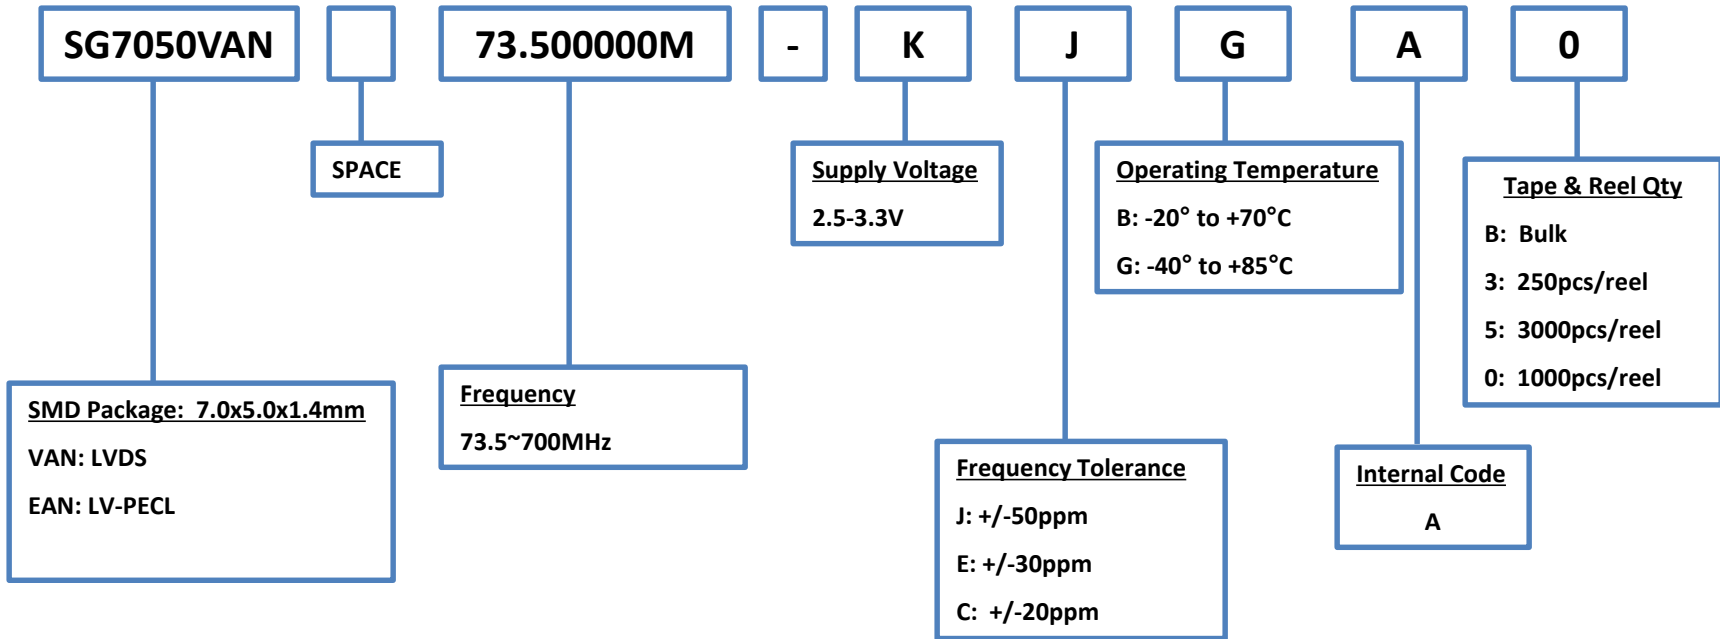 SG7050VAN 73.500000M - K J G A 0
SPACE
Supply Voltage
2.5-3.3V
Operating Temperature
B: -20° to +70°C
G: -40° to +85°C
Tape & Reel Qty
B: Bulk
3: 250pcs/reel
5: 3000pcs/reel
0: 1000pcs/reel
SMD Package: 7.0x5.0x1.4mm
VAN: LVDS
EAN: LV-PECL
Frequency
73.5~700MHz
Frequency Tolerance
J: +/-50ppm
E: +/-30ppm
C: +/-20ppm
Internal Code
A